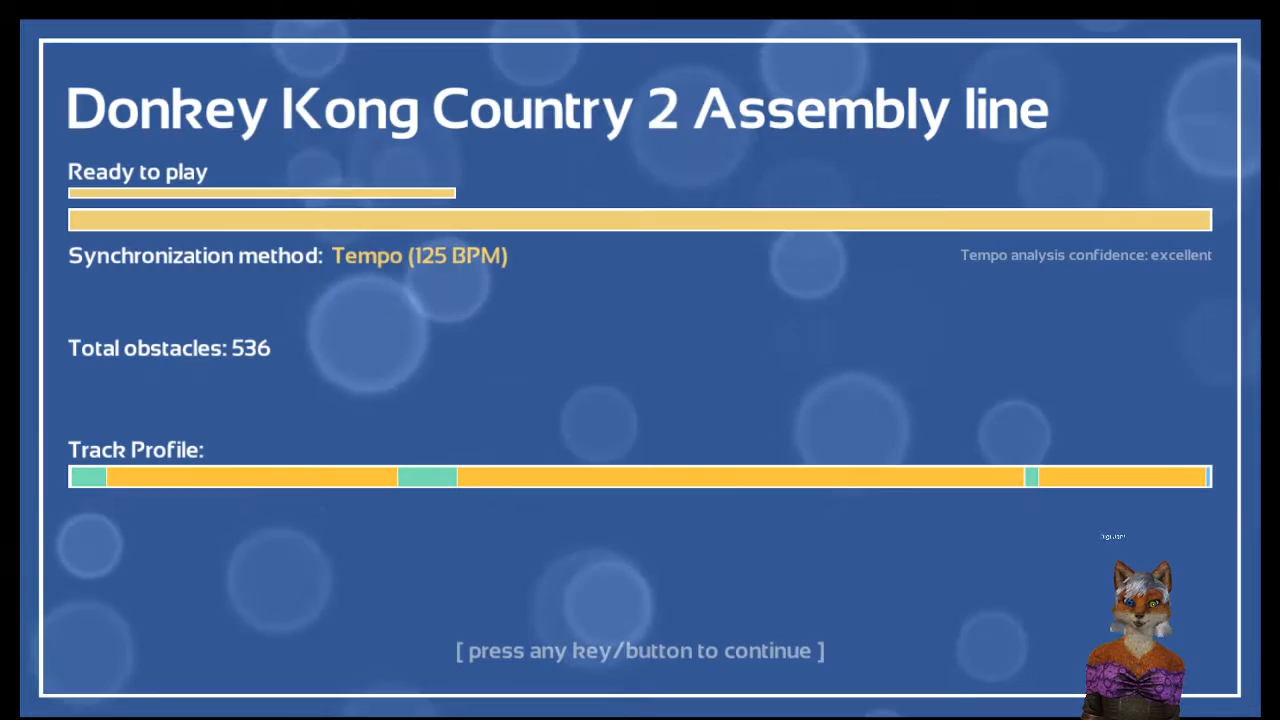 Donkey Kong Country 2 Assembly line
Ready to play
Synchronization method: Tempo (125 BPM)
Tempo analysis confidence: excellent
Total obstacles: 536
Track Profile:
[ press any key/button to continue ]